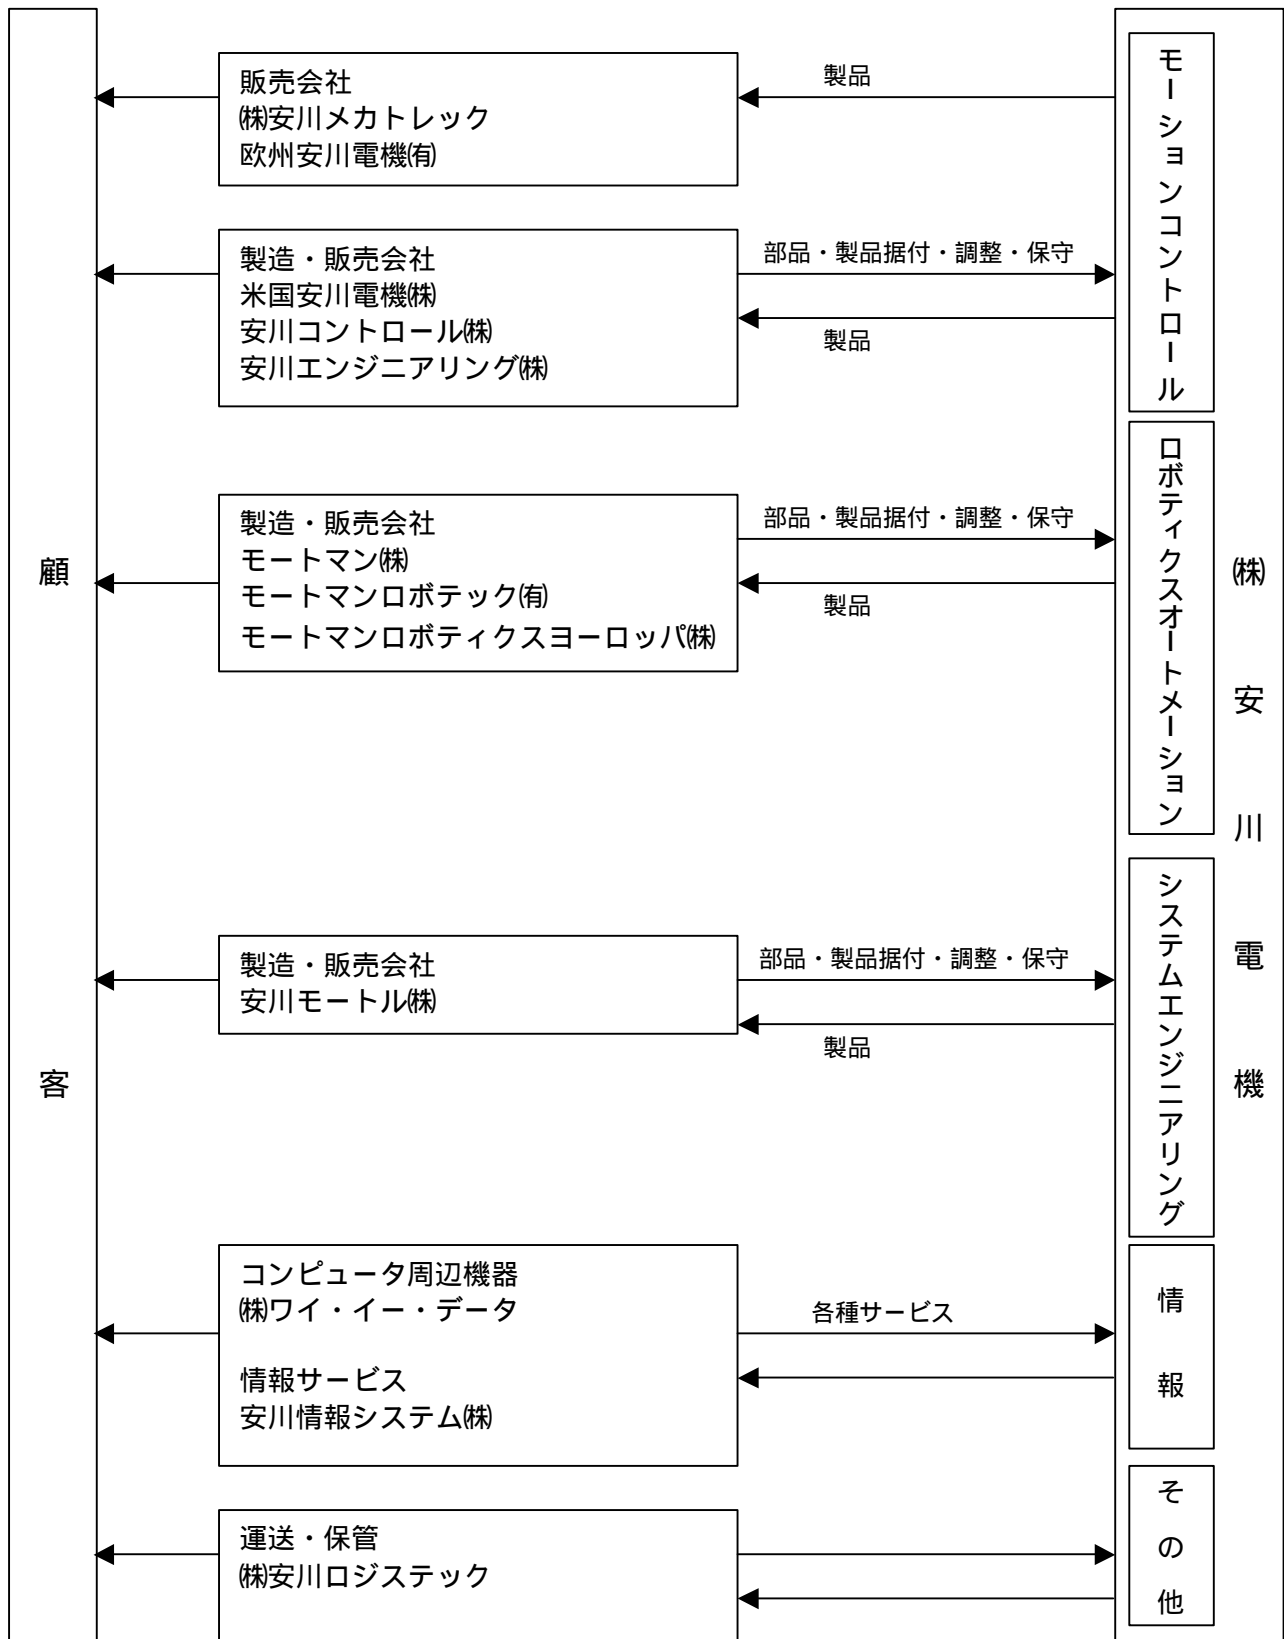 顧客
販売会社
㈱安川メカトレック
欧州安川電機㈲
製品
製造・販売会社
米国安川電機㈱
安川コントロール㈱
安川エンジニアリング㈱
部品・製品据付・調整・保守
製品
モーションコントロール
製造・販売会社
モートマン㈱
モートマンロボテック㈲
モートマンロボティクスヨーロッパ㈱
部品・製品据付・調整・保守
製品
ロボティクスオートメーション
製造・販売会社
安川モートル㈱
部品・製品据付・調整・保守
製品
システムエンジニアリング
コンピュータ周辺機器
㈱ワイ・イー・データ
情報サービス
安川情報システム㈱
各種サービス
情報
運送・保管
㈱安川ロジステック
その他
㈱安川電機